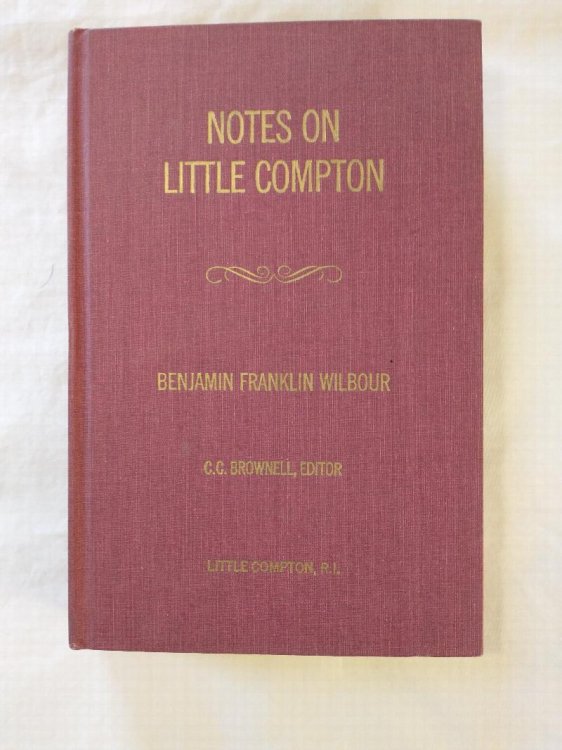 NOTES ON
LITTLE COMPTON
BENJAMIN FRANKLIN WILBOUR
C.C. BROWNELL, EDITOR
LITTLE COMPTON, R.I.